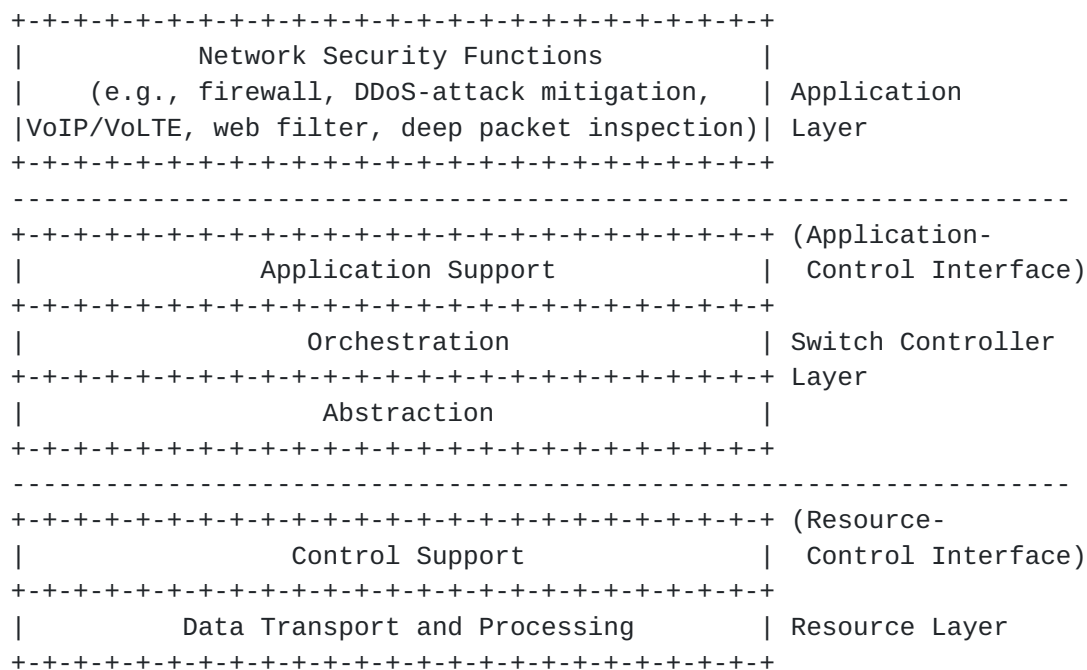 +-+-+-+-+-+-+-+-+-+-+-+-+-+-+-+-+-+-+-+-+-+-+-+-+
|           Network Security Functions          |
|    (e.g., firewall, DDoS-attack mitigation,   | Application
|VoIP/VoLTE, web filter, deep packet inspection)| Layer
+-+-+-+-+-+-+-+-+-+-+-+-+-+-+-+-+-+-+-+-+-+-+-+-+
--------------------------------------------------------------------
+-+-+-+-+-+-+-+-+-+-+-+-+-+-+-+-+-+-+-+-+-+-+-+-+ (Application-
|               Application Support             |  Control Interface)
+-+-+-+-+-+-+-+-+-+-+-+-+-+-+-+-+-+-+-+-+-+-+-+-+
|                  Orchestration                | Switch Controller
+-+-+-+-+-+-+-+-+-+-+-+-+-+-+-+-+-+-+-+-+-+-+-+-+ Layer
|                   Abstraction                 |
+-+-+-+-+-+-+-+-+-+-+-+-+-+-+-+-+-+-+-+-+-+-+-+-+
--------------------------------------------------------------------
+-+-+-+-+-+-+-+-+-+-+-+-+-+-+-+-+-+-+-+-+-+-+-+-+ (Resource-
|                 Control Support               |  Control Interface)
+-+-+-+-+-+-+-+-+-+-+-+-+-+-+-+-+-+-+-+-+-+-+-+-+
|          Data Transport and Processing        | Resource Layer
+-+-+-+-+-+-+-+-+-+-+-+-+-+-+-+-+-+-+-+-+-+-+-+-+